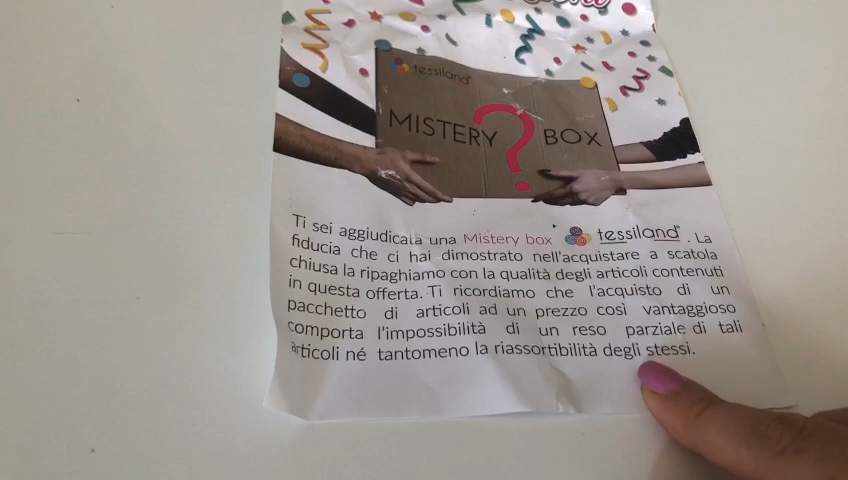 tessiland
MISTERY ? BOX
Ti sei aggiudicata una Mistery box tessiland. La
fiducia che ci hai dimostrato nell'acquistare a scatola
chiusa la ripaghiamo con la qualità degli articoli contenuti
in questa offerta. Ti ricordiamo che l'acquisto di un
pacchetto di articoli ad un prezzo così vantaggioso
comporta l'impossibilità di un reso parziale di tali
articoli né tantomeno la riassortibilità degli stessi.